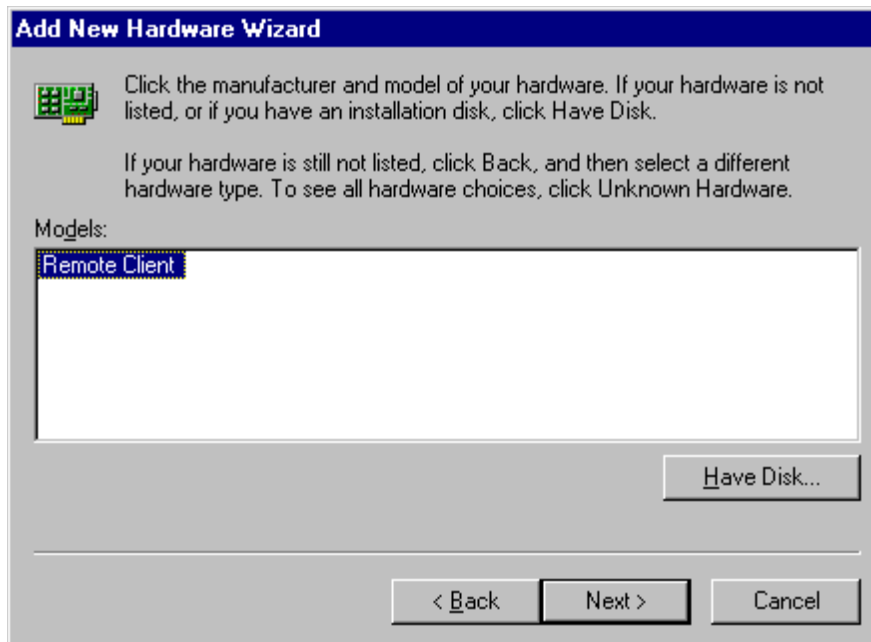 Add New Hardware Wizard
Click the manufacturer and model of your hardware. If your hardware is not
listed, or if you have an installation disk, click Have Disk.
If your hardware is still not listed, click Back, and then select a different
hardware type. To see all hardware choices, click Unknown Hardware.
Models:
Remote Client
Have Disk...
< Back
Next >
Cancel